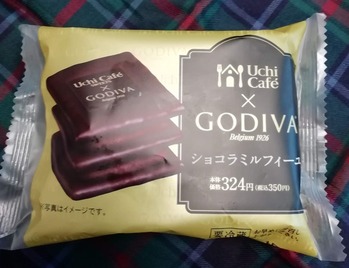 Uchi Café
×
GODIVA
Uchi
Café
×
GODIVA
Belgium 1926
ショコラミルフィーユ
本体
価格 324円(税込350円)
※写真はイメージです。
要冷蔵